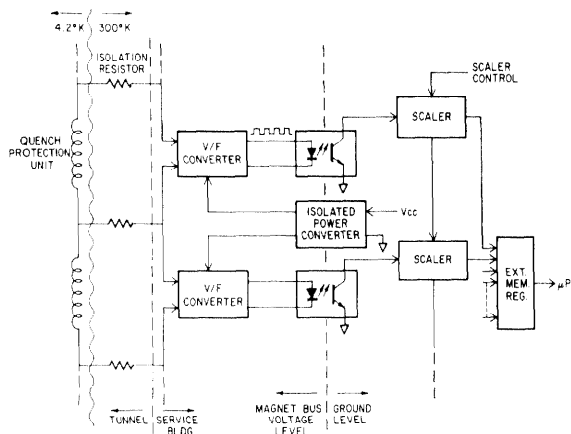 4.2°K
300°K
ISOLATION
RESISTOR
QUENCH
PROTECTION
UNIT
V/F
CONVERTER
SCALER
CONTROL
SCALER
ISOLATED
POWER
CONVERTER
Vcc
V/F
CONVERTER
SCALER
EXT.
MEM.
REG.
μP
TUNNEL
SERVICE
BLDG.
MAGNET BUS
VOLTAGE
LEVEL
GROUND
LEVEL